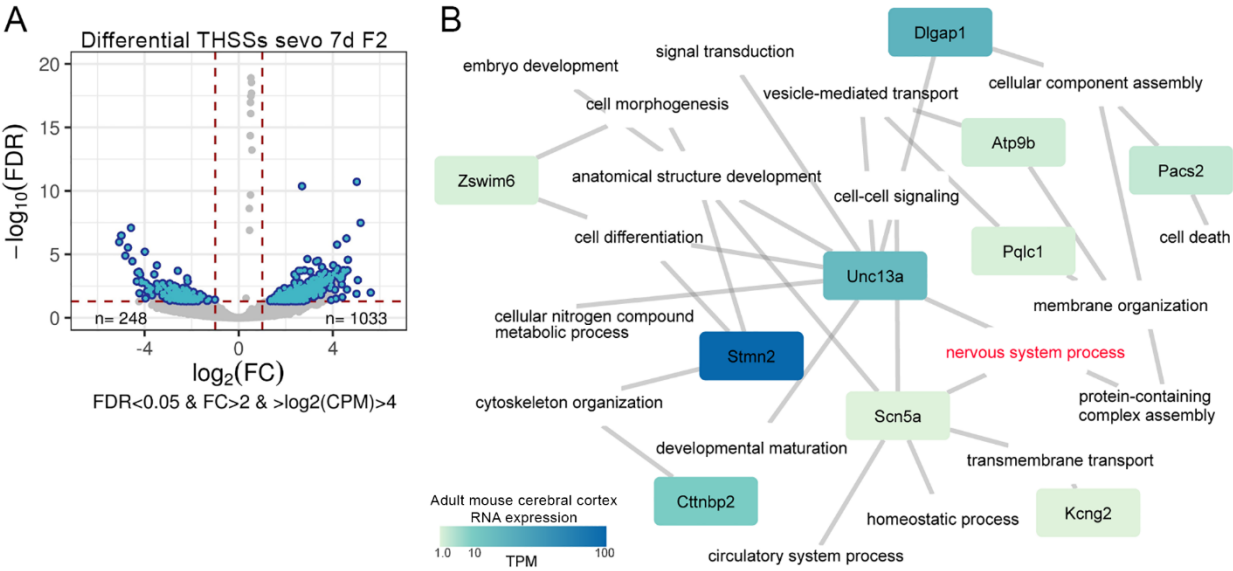 A
Differential THSSs sevo 7d F2
−log10(FDR)
20
15
10
5
0
n= 248
n= 1033
-4
0
4
log2(FC)
FDR<0.05 & FC>2 & >log2(CPM)>4
B
Dlgap1
signal transduction
embryo development
cellular component assembly
vesicle-mediated transport
cell morphogenesis
Atp9b
Zswim6
anatomical structure development
Pacs2
cell-cell signaling
cell differentiation
cell death
Pqlc1
Unc13a
membrane organization
cellular nitrogen compound
metabolic process
Stmn2
nervous system process
protein-containing
complex assembly
cytoskeleton organization
Scn5a
developmental maturation
transmembrane transport
Cttnbp2
Kcng2
homeostatic process
circulatory system process
Adult mouse cerebral cortex
RNA expression
1.0 10 100
TPM